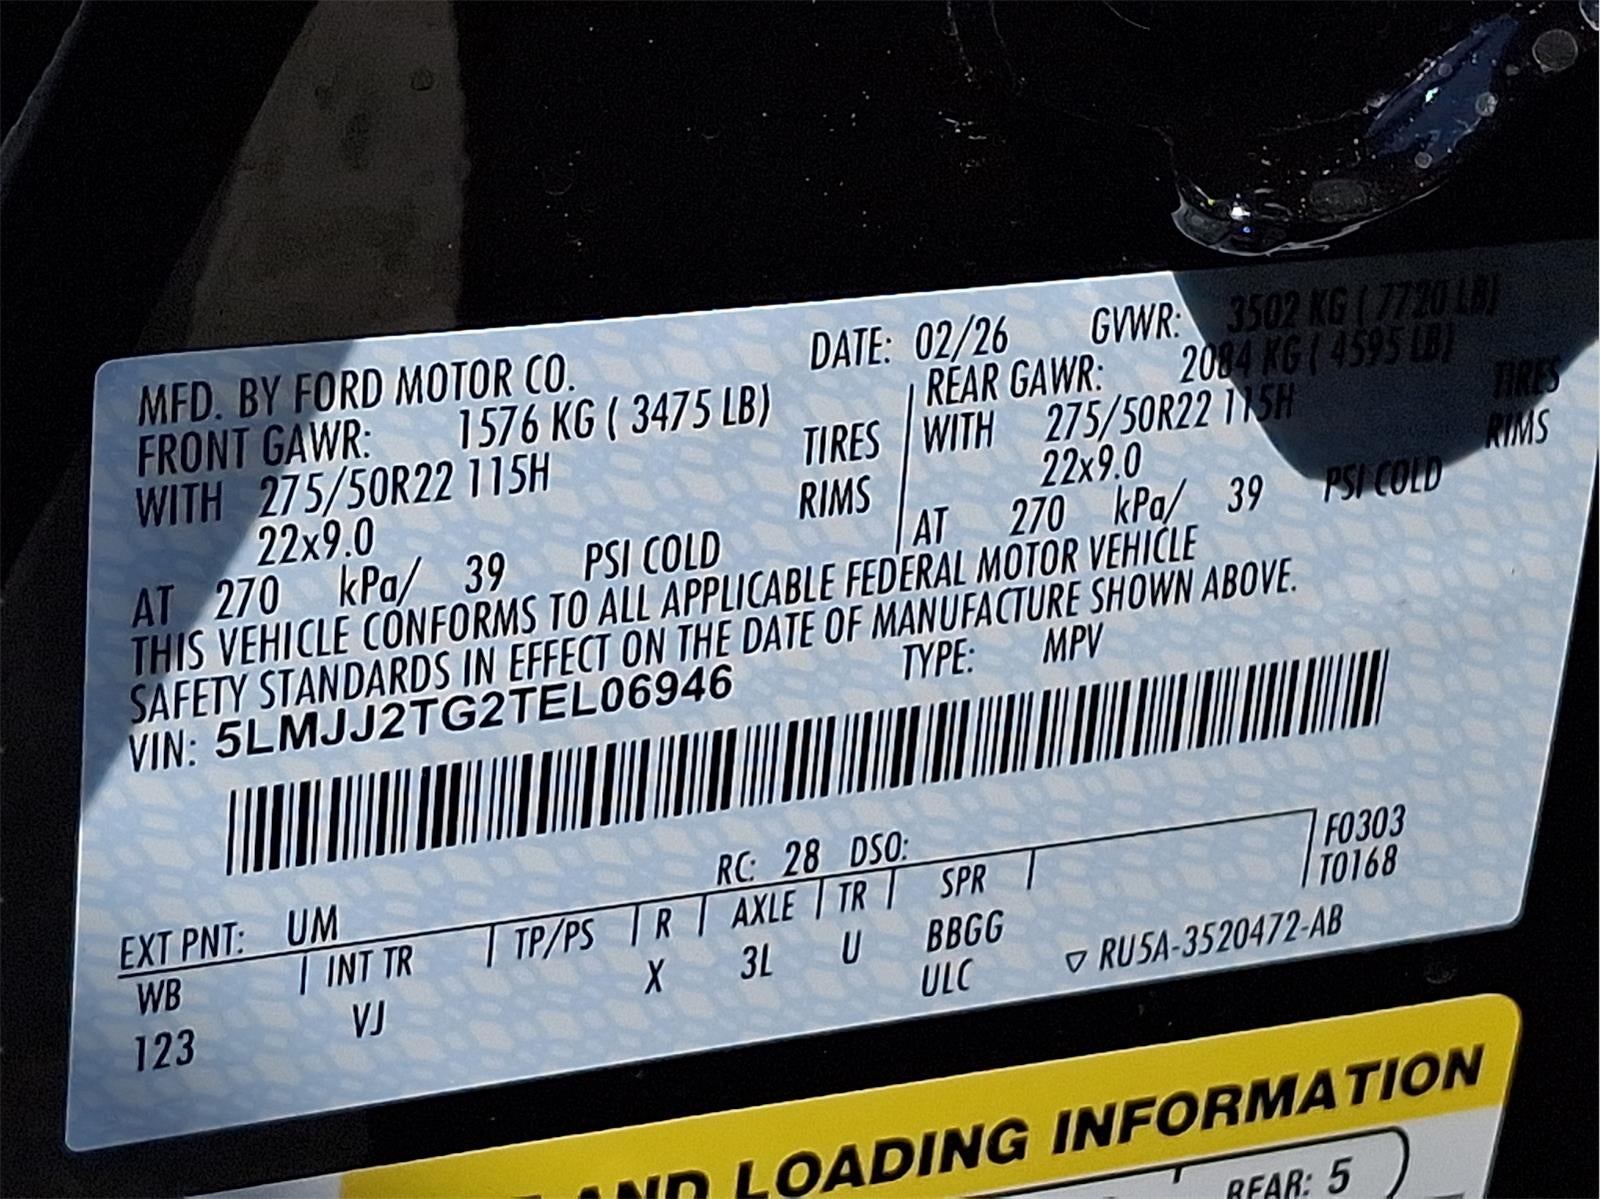 MFD. BY FORD MOTOR CO. DATE: 02/26 GVWR: 3502 KG ( 7720 LB)
FRONT GAWR: 1576 KG ( 3475 LB) REAR GAWR: 2084 KG ( 4595 LB)
WITH 275/50R22 115H TIRES WITH 275/50R22 115H TIRES
22x9.0 RIMS 22x9.0 RIMS
AT 270 kPa/ 39 PSI COLD AT 270 kPa/ 39 PSI COLD
THIS VEHICLE CONFORMS TO ALL APPLICABLE FEDERAL MOTOR VEHICLE
SAFETY STANDARDS IN EFFECT ON THE DATE OF MANUFACTURE SHOWN ABOVE.
VIN: 5LMJJ2TG2TEL06946 TYPE: MPV
EXT PNT: UM RC: 28 DSO: F0303
WB INT TR TP/PS R AXLE TR SPR T0168
123 VJ X 3L U BBGG
ULC ▽ RU5A-3520472-AB
AND LOADING INFORMATION
REAR: 5